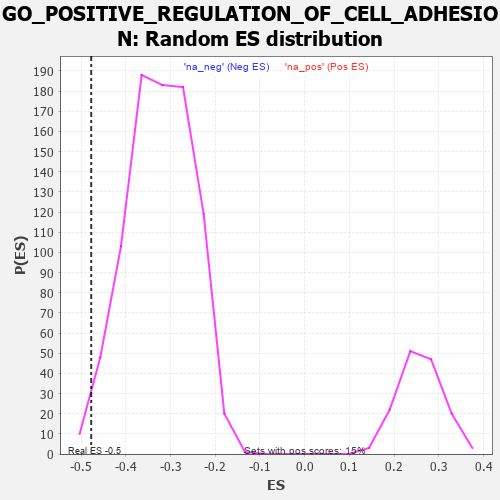 GO_POSITIVE_REGULATION_OF_CELL_ADHESIO
N: Random ES distribution
'na_neg' (Neg ES) 'na_pos' (Pos ES)
190
180
170
160
150
140
130
120
110
100
90
80
70
60
50
40
30
20
10
0
P(ES)
Real ES -0.5 Sets with pos scores: 15%
-0.5 -0.4 -0.3 -0.2 -0.1 0.0 0.1 0.2 0.3 0.4
ES